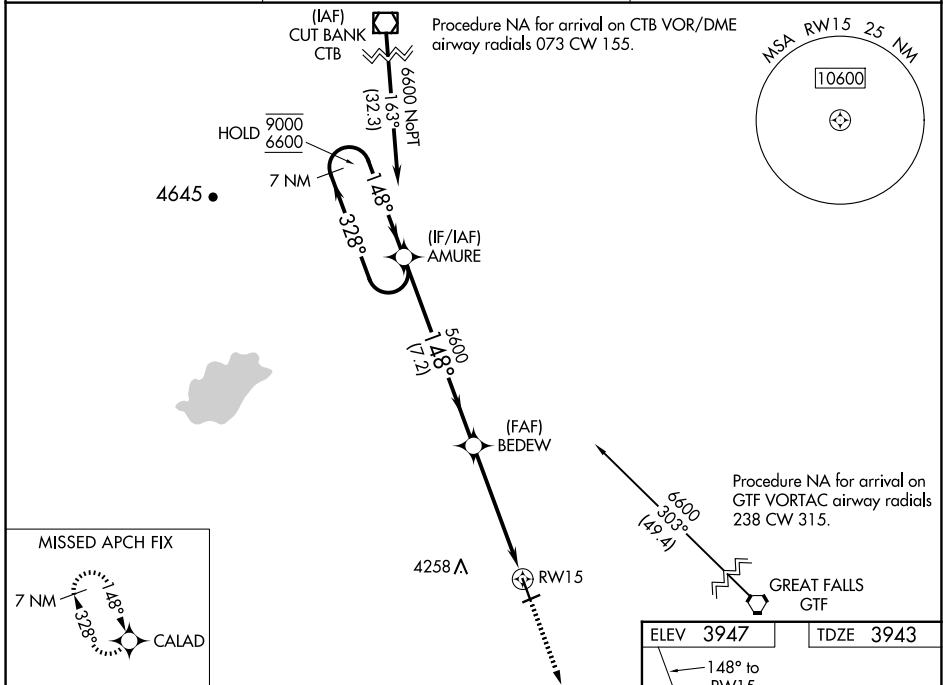 (IAF)
CUT BANK
CTB
Procedure NA for arrival on CTB VOR/DME
airway radials 073 CW 155.
MSA RW15 25 NM
10600
6600 NoPT
163°
(32.3)
HOLD
9000
6600
7 NM
148°
328°
4645
(IF/IAF)
AMURE
5600
148°
(7.2)
(FAF)
BEDEW
Procedure NA for arrival on
GTF VORTAC airway radials
238 CW 315.
6600
303°
(49.4)
GREAT FALLS
GTF
4258
RW15
MISSED APCH FIX
7 NM
148°
328°
CALAD
ELEV 3947
TDZE 3943
148° to
RW15